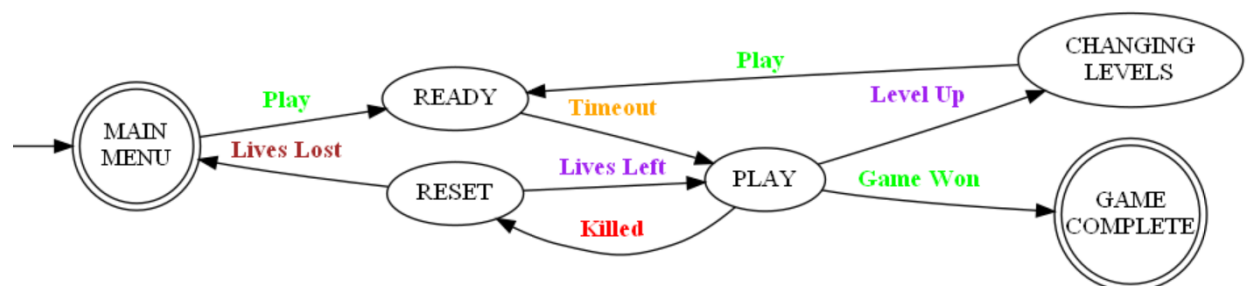 MAIN
MENU
Play
Lives Lost
READY
RESET
Timeout
Lives Left
Killed
PLAY
Play
Level Up
Game Won
CHANGING
LEVELS
GAME
COMPLETE